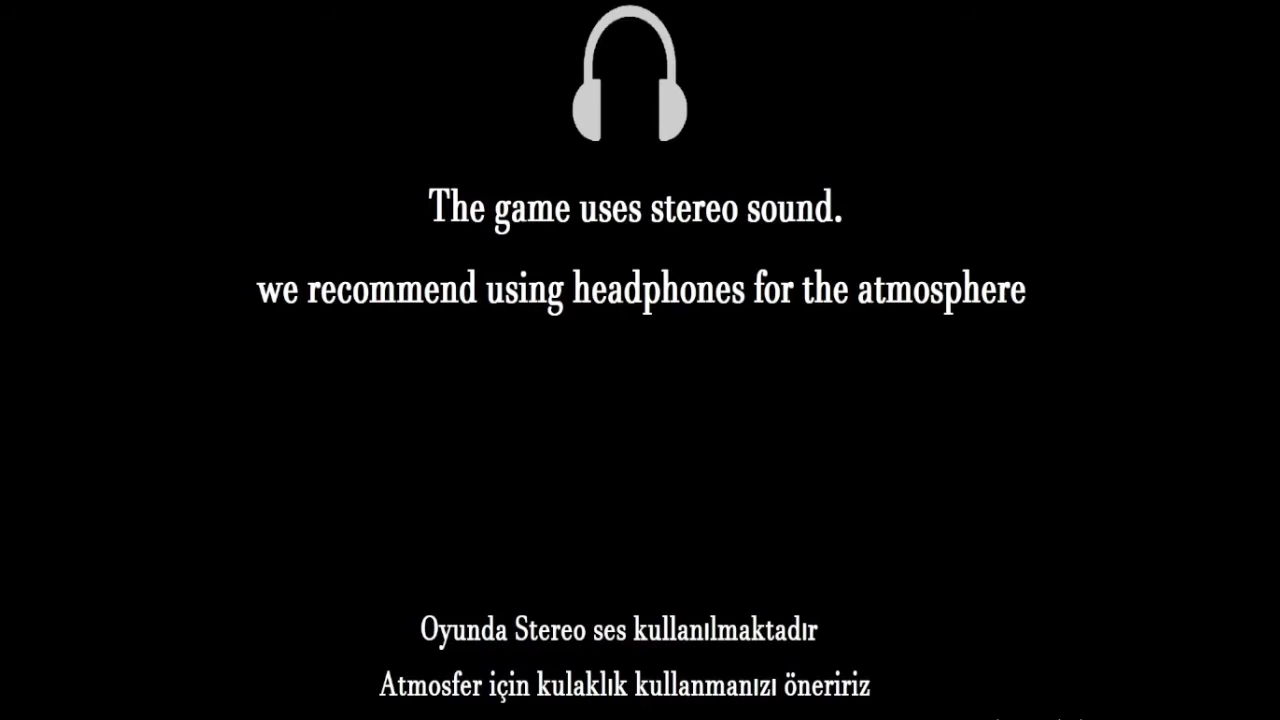 The game uses stereo sound.
we recommend using headphones for the atmosphere
Oyunda Stereo ses kullanılmaktadır
Atmosfer için kulaklık kullanmanızı öneririz